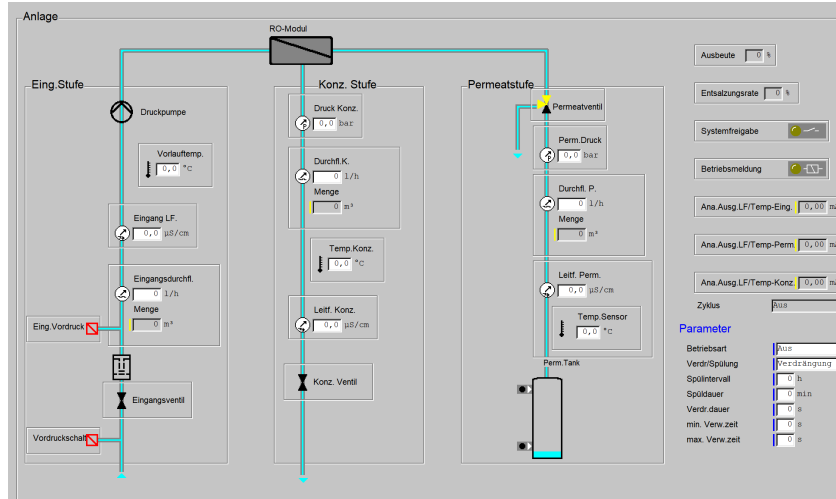 Anlage
RO-Modul
Eing.Stufe
Druckpumpe
Vorlauftemp.
0,0 °C
Eingang LF.
0,0 µS/cm
Eingangsdurchfl.
0 l/h
Menge
0 m³
Eing.Vordruck
Eingangsventil
Vordruckschalt
Konz. Stufe
Druck Konz.
0,0 bar
Durchfl.K.
0 l/h
Menge
0 m³
Temp.Konz.
0,0 °C
Leitf. Konz.
0,0 µS/cm
Konz. Ventil
Permeatstufe
Permeatventil
Perm.Druck
0,0 bar
Durchfl. P.
0 l/h
Menge
0 m³
Leitf. Perm.
0,0 µS/cm
Temp.Sensor
0,0 °C
Perm.Tank
Ausbeute 0 %
Entsalzungsrate 0 %
Systemfreigabe
Betriebsmeldung
Ana.Ausg.LF/Temp-Eing. 0,00
Ana.Ausg.LF/Temp-Perm. 0,00
Ana.Ausg.LF/Temp-Konz. 0,00
Zyklus Aus
Parameter
Betriebsart Aus
Verdr/Spülung Verdrängung
Spülintervall 0 h
Spüldauer 0 min
Verdr.dauer 0 s
min. Verw.zeit 0 s
max. Verw.zeit 0 s